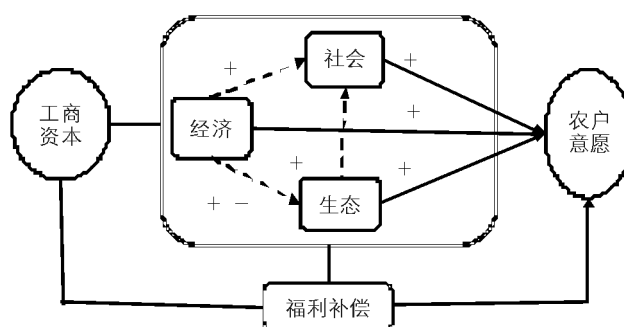 社会
+
+
工商
资本
经济
农户
意愿
+
+
+
+ −
生态
福利补偿